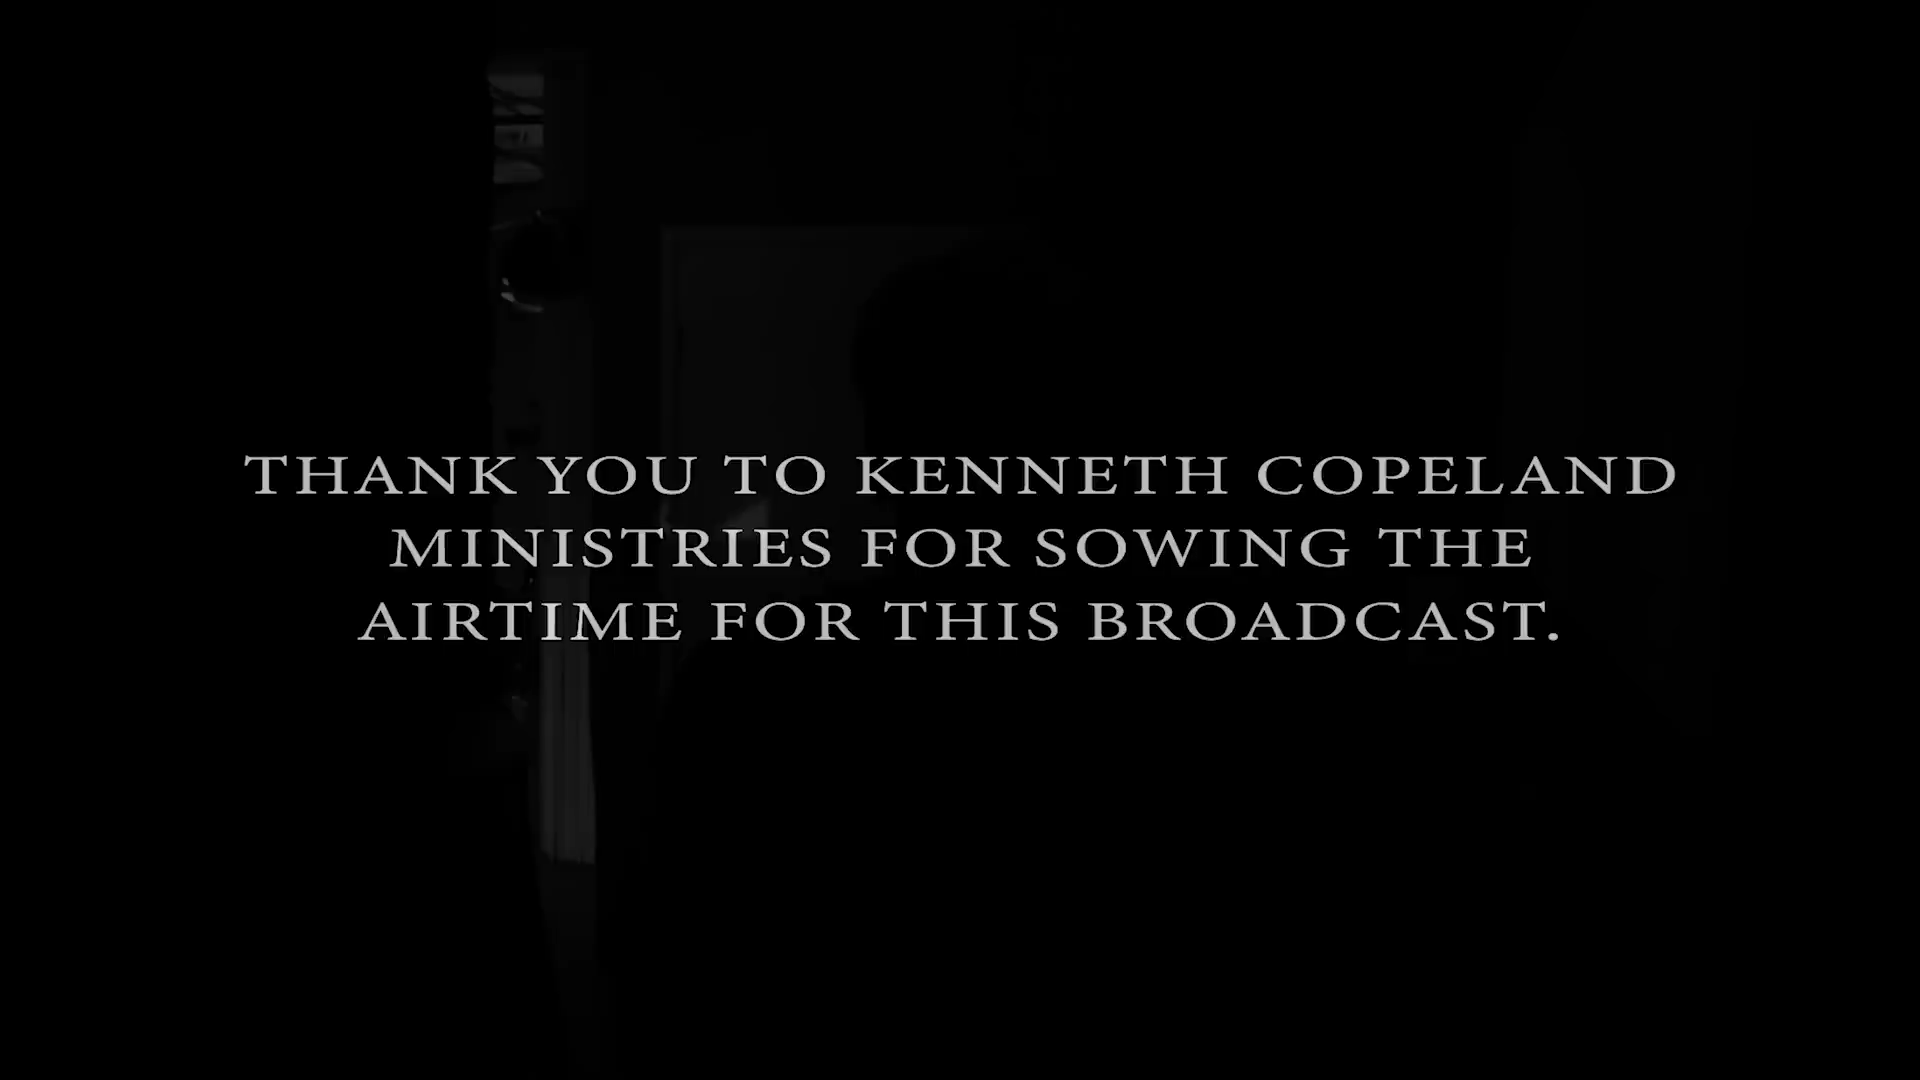 THANK YOU TO KENNETH COPELAND
MINISTRIES FOR SOWING THE
AIRTIME FOR THIS BROADCAST.